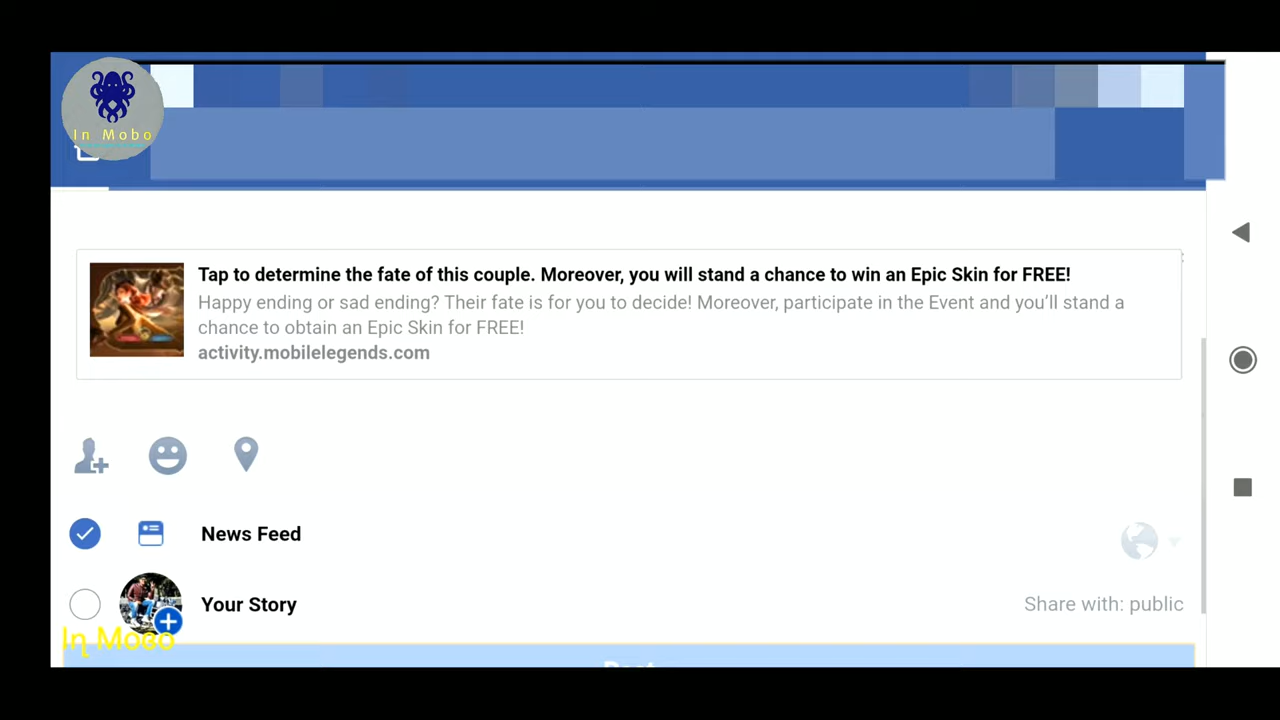 In Mobo
Tap to determine the fate of this couple. Moreover, you will stand a chance to win an Epic Skin for FREE!
Happy ending or sad ending? Their fate is for you to decide! Moreover, participate in the Event and you’ll stand a
chance to obtain an Epic Skin for FREE!
activity.mobilelegends.com
News Feed
Your Story
Share with: public
In Mobo